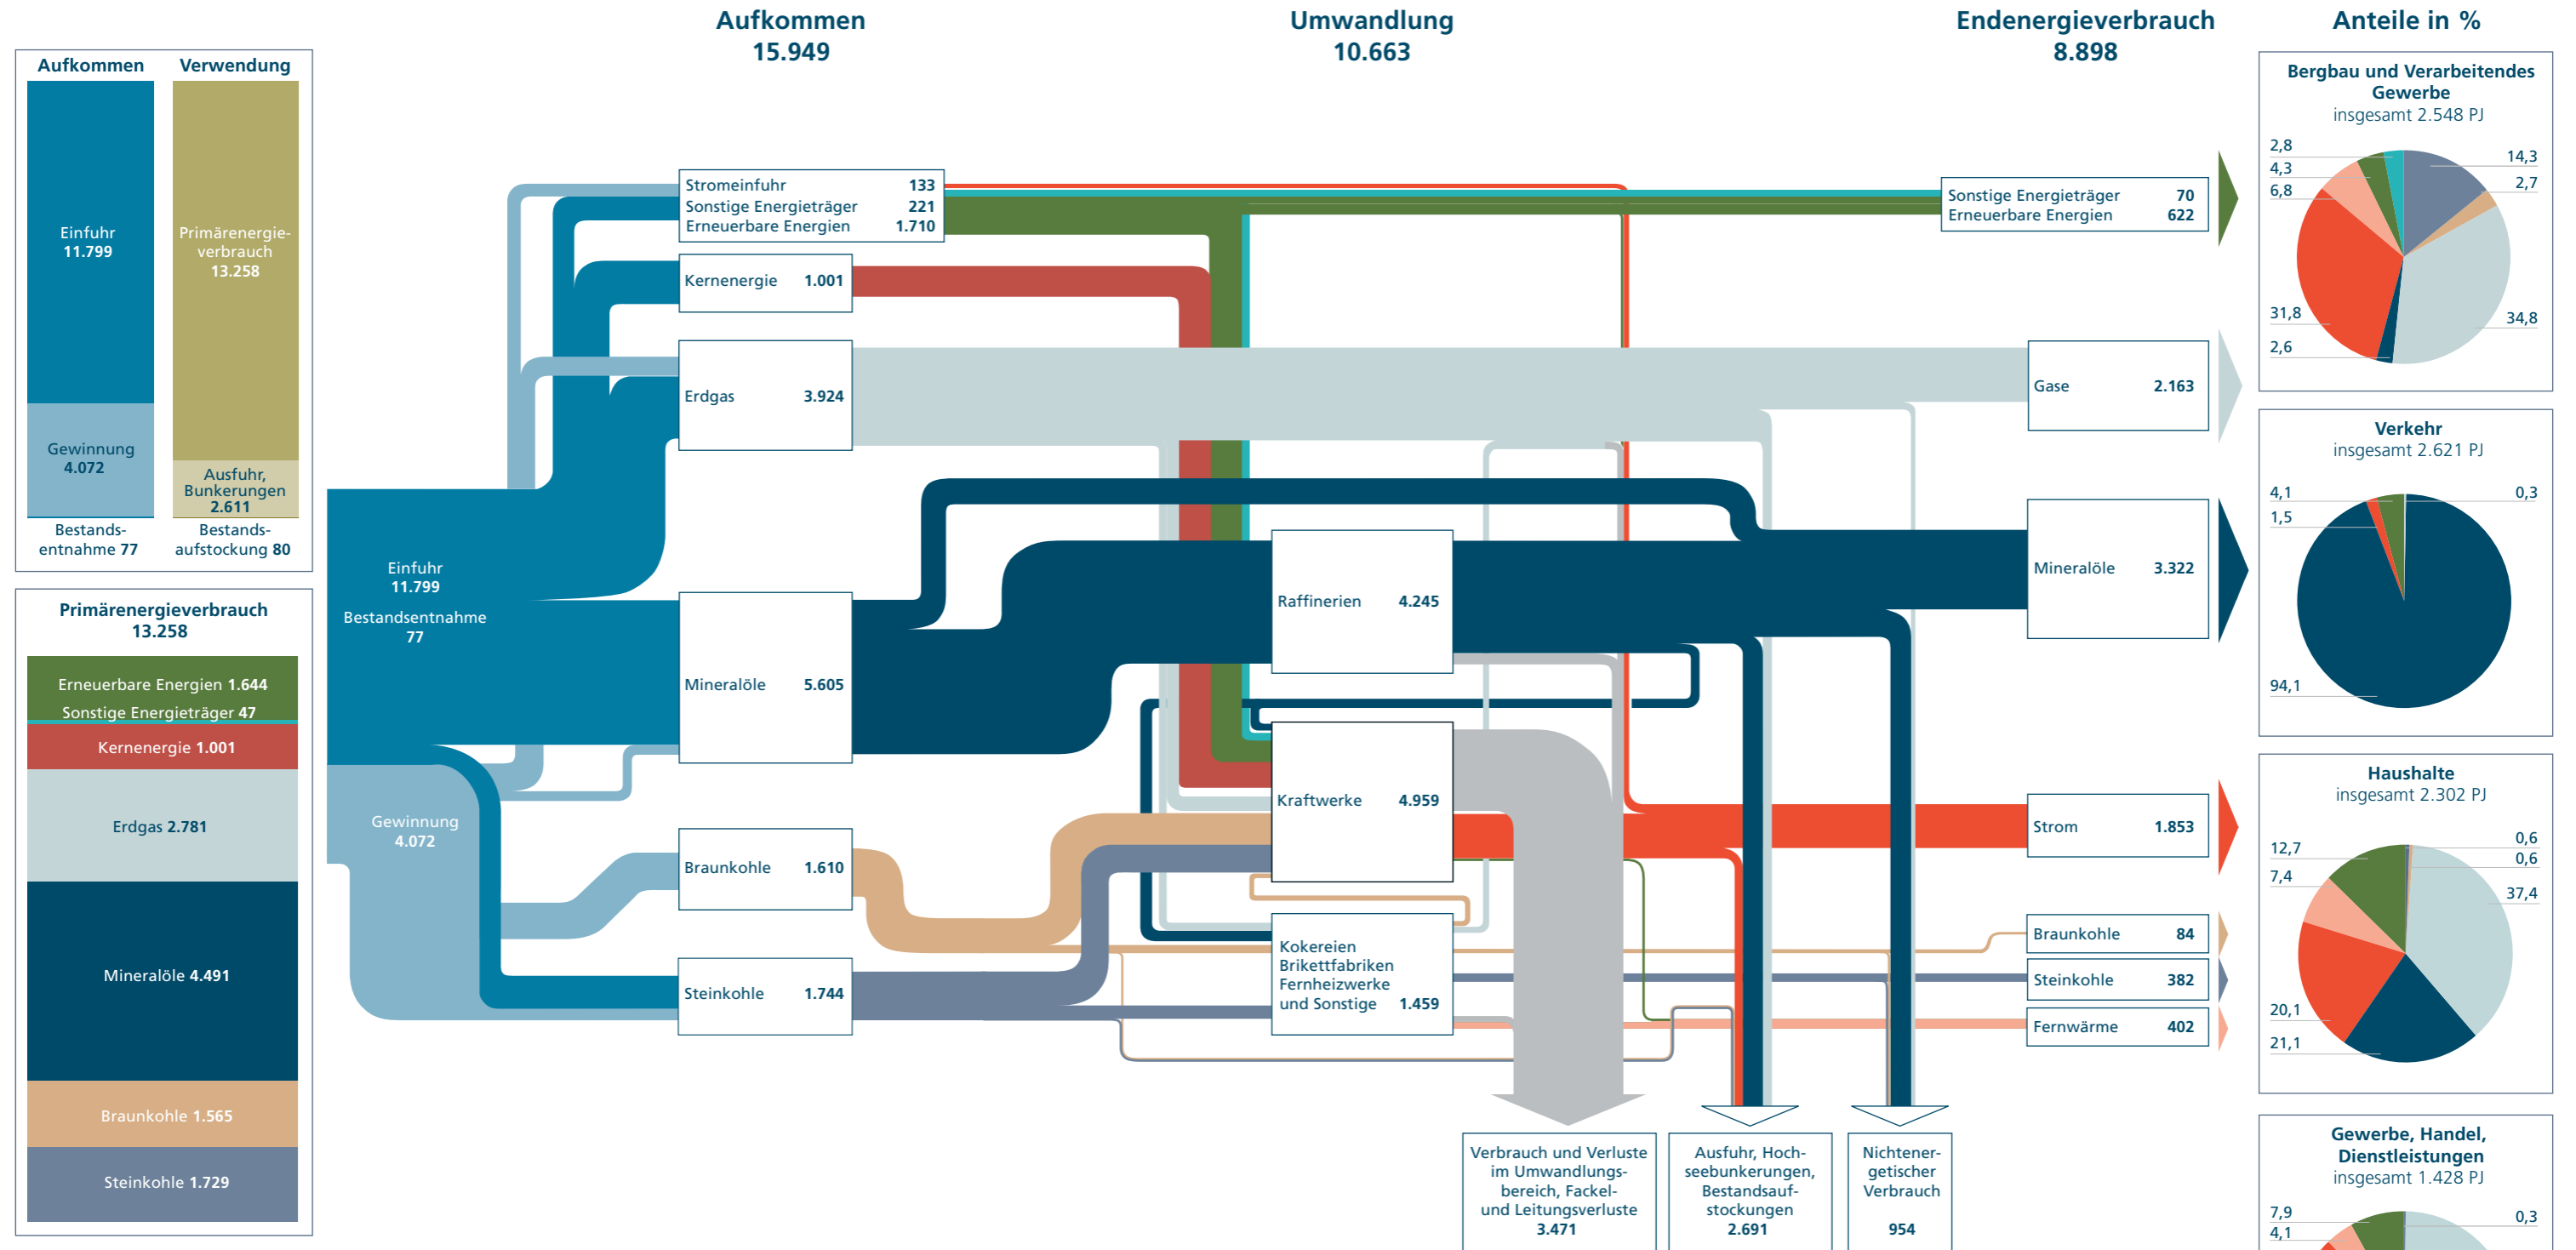 Aufkommen
15.949
Umwandlung
10.663
Endenergieverbrauch
8.898
Anteile in %
Aufkommen
Verwendung
Einfuhr
11.799
Primärenergie-
verbrauch
13.258
Gewinnung
4.072
Ausfuhr,
Bunkerungen
2.611
Bestands-
entnahme 77
Bestands-
aufstockung 80
Primärenergieverbrauch
13.258
Erneuerbare Energien 1.644
Sonstige Energieträger 47
Kernenergie 1.001
Erdgas 2.781
Mineralöle 4.491
Braunkohle 1.565
Steinkohle 1.729
Einfuhr
11.799
Bestandsentnahme
77
Gewinnung
4.072
Stromeinfuhr 133
Sonstige Energieträger 221
Erneuerbare Energien 1.710
Kernenergie 1.001
Erdgas 3.924
Mineralöle 5.605
Braunkohle 1.610
Steinkohle 1.744
Raffinerien 4.245
Kraftwerke 4.959
Kokereien
Brikettfabriken
Fernheizwerke
und Sonstige 1.459
Sonstige Energieträger 70
Erneuerbare Energien 622
Gase 2.163
Mineralöle 3.322
Strom 1.853
Braunkohle 84
Steinkohle 382
Fernwärme 402
Verbrauch und Verluste
im Umwandlungs-
bereich, Fackel-
und Leitungsverluste
3.471
Ausfuhr, Hoch-
seebunkerungen,
Bestandsauf-
stockungen
2.691
Nichtener-
getischer
Verbrauch
954
Bergbau und Verarbeitendes
Gewerbe
insgesamt 2.548 PJ
2,8
4,3
6,8
31,8
2,6
14,3
2,7
34,8
Verkehr
insgesamt 2.621 PJ
4,1
1,5
94,1
0,3
Haushalte
insgesamt 2.302 PJ
12,7
7,4
20,1
21,1
0,6
0,6
37,4
Gewerbe, Handel,
Dienstleistungen
insgesamt 1.428 PJ
7,9
4,1
0,3